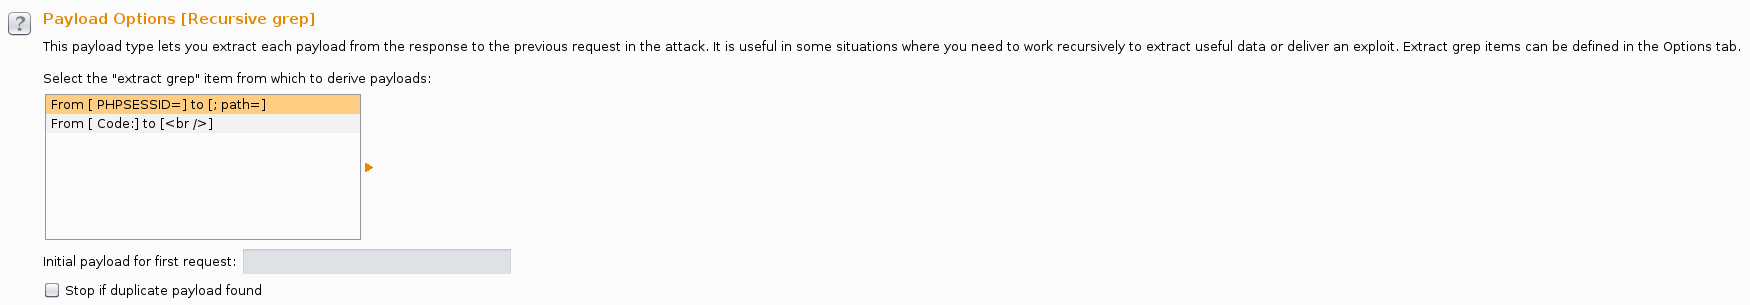 ?
Payload Options [Recursive grep]
This payload type lets you extract each payload from the response to the previous request in the attack. It is useful in some situations where you need to work recursively to extract useful data or deliver an exploit. Extract grep items can be defined in the Options tab.
Select the "extract grep" item from which to derive payloads:
From [ PHPSESSID=] to [; path=]
From [ Code:] to [<br />]
Initial payload for first request:
Stop if duplicate payload found